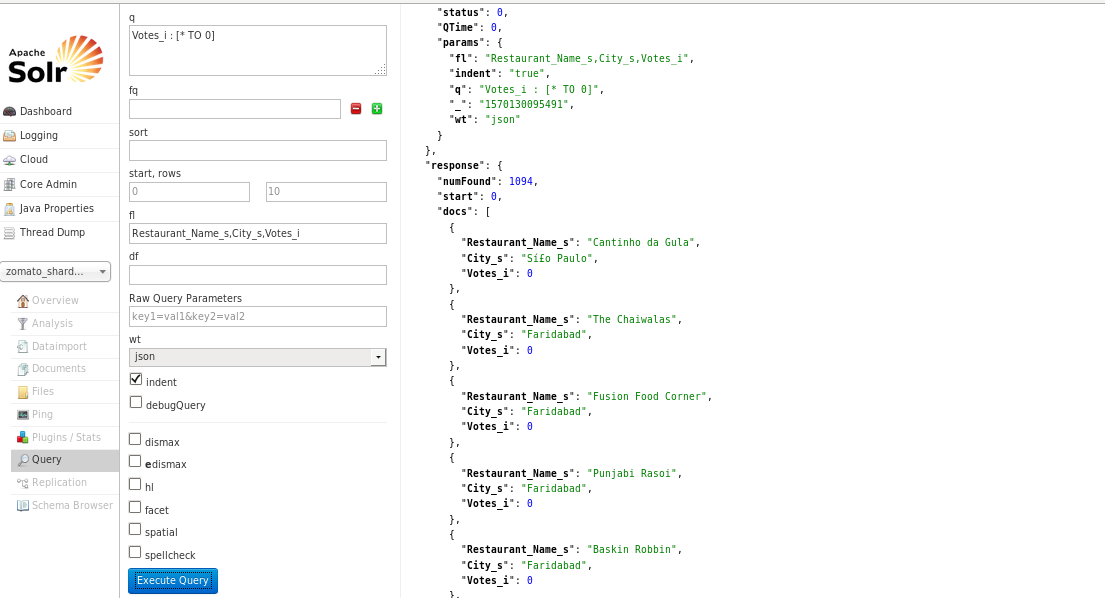 Apache
Solr
Dashboard
Logging
Cloud
Core Admin
Java Properties
Thread Dump
zomato_shard...
Overview
Analysis
Dataimport
Documents
Files
Ping
Plugins / Stats
Query
Replication
Schema Browser
q
Votes_i : [* TO 0]
fq
sort
start, rows
0
10
fl
Restaurant_Name_s,City_s,Votes_i
df
Raw Query Parameters
key1=val1&key2=val2
wt
json
indent
debugQuery
dismax
edismax
hl
facet
spatial
spellcheck
Execute Query
"status": 0,
"QTime": 0,
"params": {
"fl": "Restaurant_Name_s,City_s,Votes_i",
"indent": "true",
"q": "Votes_i : [* TO 0]",
"_": "1570130095491",
"wt": "json"
}
},
"response": {
"numFound": 1094,
"start": 0,
"docs": [
{
"Restaurant_Name_s": "Cantinho da Gula",
"City_s": "Sí£o Paulo",
"Votes_i": 0
},
{
"Restaurant_Name_s": "The Chaiwalas",
"City_s": "Faridabad",
"Votes_i": 0
},
{
"Restaurant_Name_s": "Fusion Food Corner",
"City_s": "Faridabad",
"Votes_i": 0
},
{
"Restaurant_Name_s": "Punjabi Rasoi",
"City_s": "Faridabad",
"Votes_i": 0
},
{
"Restaurant_Name_s": "Baskin Robbin",
"City_s": "Faridabad",
"Votes_i": 0
},